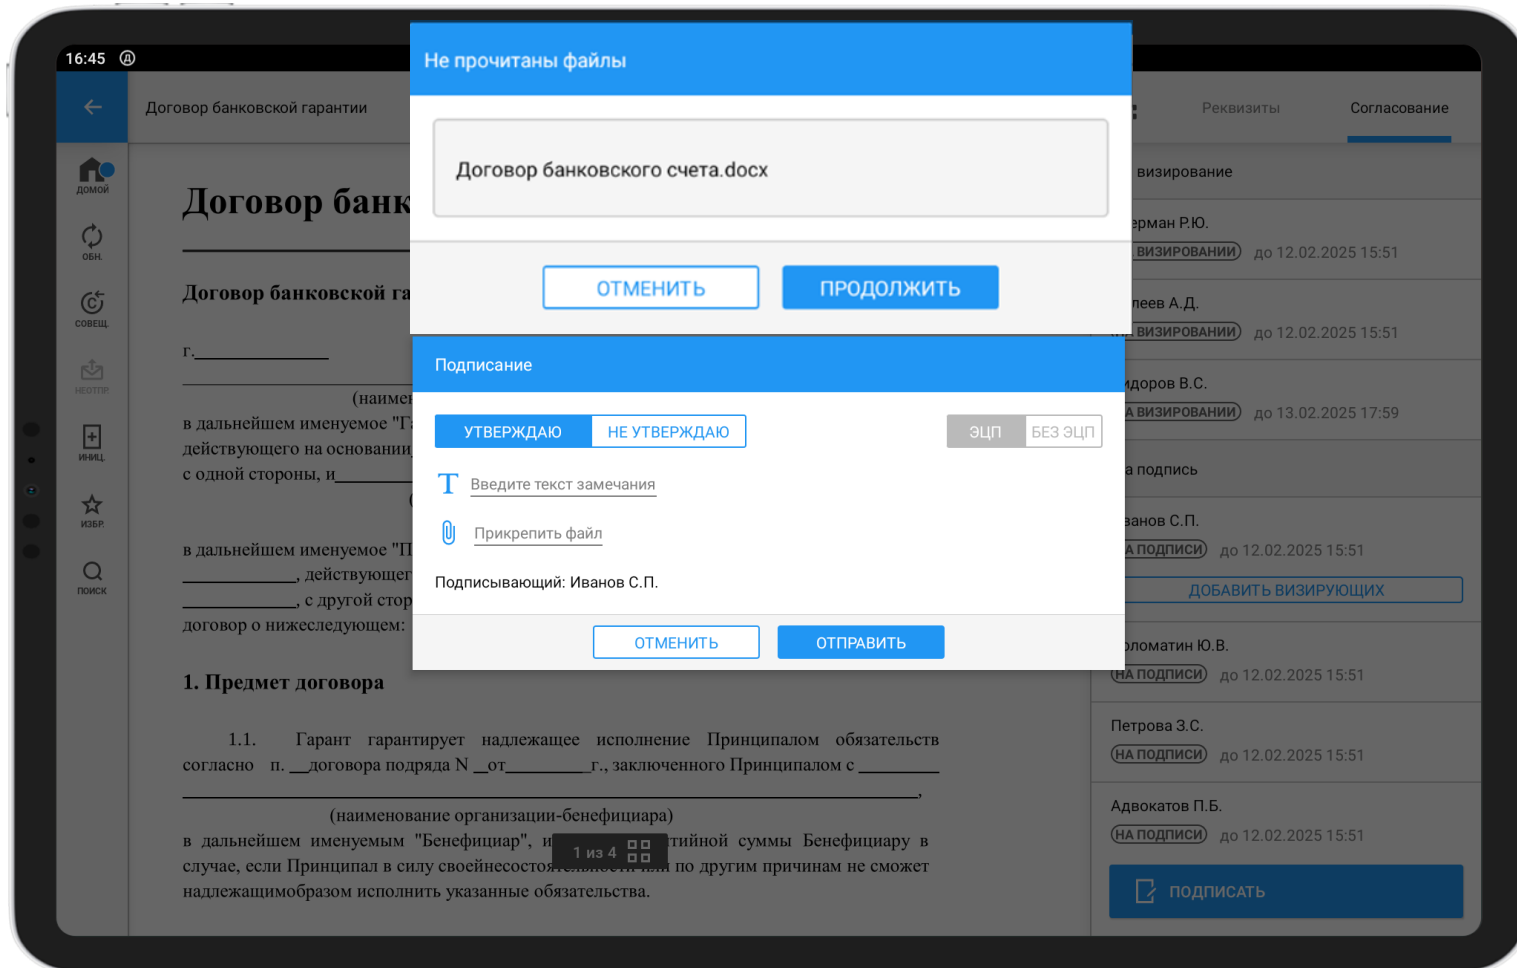 16:45
Договор банковской гарантии
Реквизиты
Согласование
ДОМОЙ
ОБН.
СОВЕЩ.
НЕОТПР.
ИНИЦ.
ИЗБР.
ПОИСК
Не прочитаны файлы
Договор банковского счета.docx
ОТМЕНИТЬ
ПРОДОЛЖИТЬ
Подписание
УТВЕРЖДАЮ
НЕ УТВЕРЖДАЮ
ЭЦП
БЕЗ ЭЦП
Введите текст замечания
Прикрепить файл
Подписывающий: Иванов С.П.
ОТМЕНИТЬ
ОТПРАВИТЬ
Договор банк
Договор банковской га
г.
(наимен
в дальнейшем именуемое "Га
действующего на основании
с одной стороны, и
(
в дальнейшем именуемое "П
, действующег
, с другой стор
договор о нижеследующем:
1. Предмет договора
1.1. Гарант гарантирует надлежащее исполнение Принципалом обязательств
согласно п. __договора подряда N __от__________г., заключенного Принципалом с
(наименование организации-бенефициара)
в дальнейшем именуемым "Бенефициар", и тийной суммы Бенефициару в
случае, если Принципал в силу своейнесостоятельности или по другим причинам не сможет
надлежащимобразом исполнить указанные обязательства.
1 из 4
визирование
ерман Р.Ю.
ВИЗИРОВАНИИ до 12.02.2025 15:51
леев А.Д.
ВИЗИРОВАНИИ до 12.02.2025 15:51
идоров В.С.
А ВИЗИРОВАНИИ до 13.02.2025 17:59
а подпись
ванов С.П.
А ПОДПИСИ до 12.02.2025 15:51
ДОБАВИТЬ ВИЗИРУЮЩИХ
оломатин Ю.В.
НА ПОДПИСИ до 12.02.2025 15:51
Петрова З.С.
НА ПОДПИСИ до 12.02.2025 15:51
Адвокатов П.Б.
НА ПОДПИСИ до 12.02.2025 15:51
ПОДПИСАТЬ